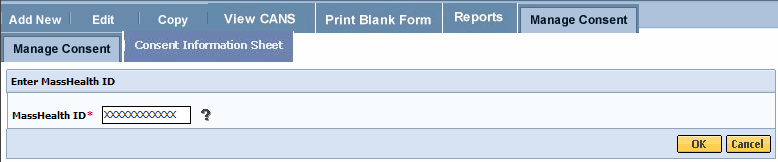 Add New Edit Copy View CANS Print Blank Form Reports Manage Consent
Manage Consent Consent Information Sheet
Enter MassHealth ID
MassHealth ID* XXXXXXXXXXXX ?
OK Cancel